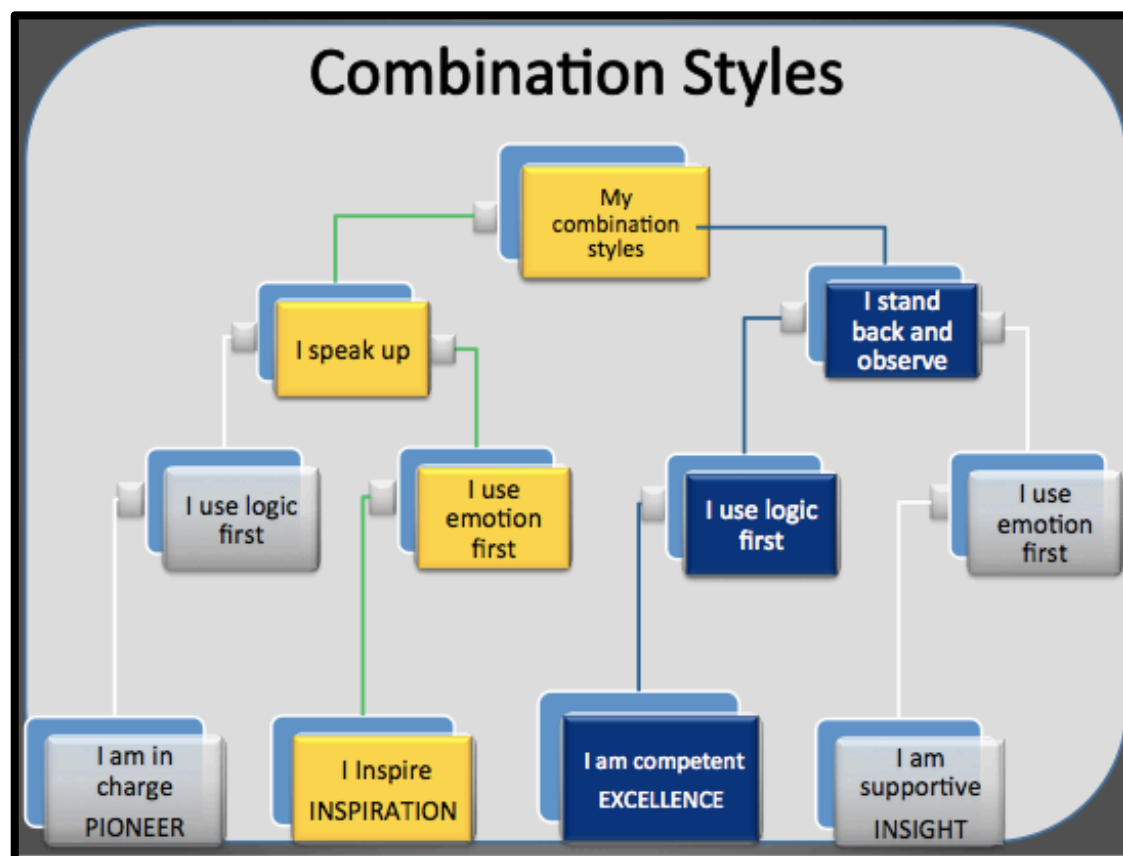 Combination Styles
My
combination
styles
I speak up
I stand
back and
observe
I use logic
first
I use
emotion
first
I use logic
first
I use
emotion
first
I am in
charge
PIONEER
I Inspire
INSPIRATION
I am competent
EXCELLENCE
I am
supportive
INSIGHT